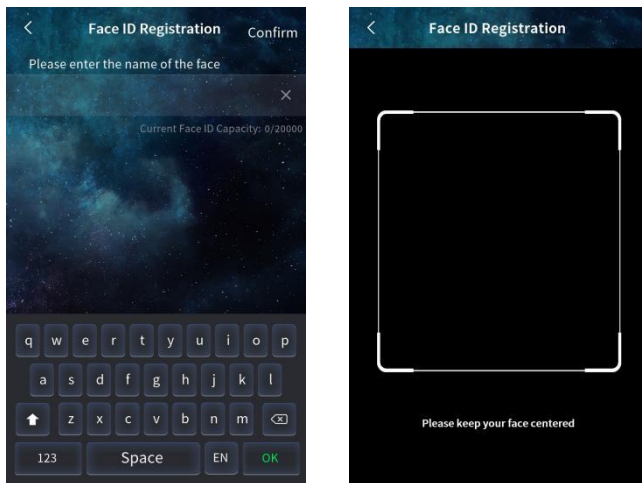 Face ID Registration Confirm
Please enter the name of the face
Current Face ID Capacity: 0/20000
q w e r t y u i o p
a s d f g h j k l
z x c v b n m
123 Space EN OK
Face ID Registration
Please keep your face centered